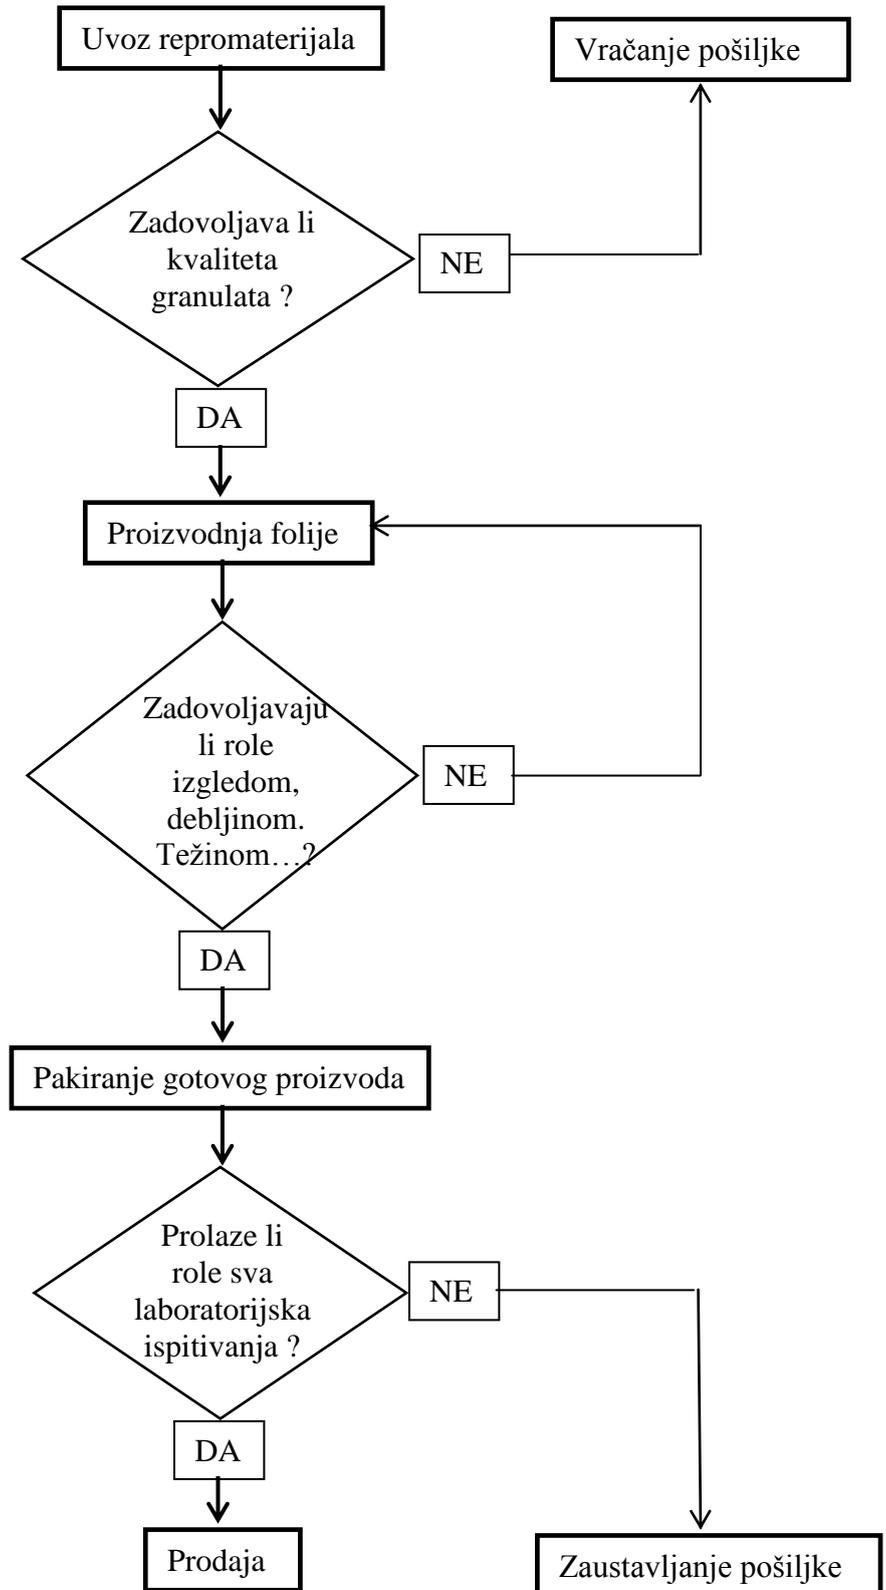 Uvoz repromaterijala
Vračanje pošiljke
Zadovoljava li
kvaliteta
granulata ?
NE
DA
Proizvodnja folije
Zadovoljavaju
li role
izgledom,
debljinom.
Težinom…?
NE
DA
Pakiranje gotovog proizvoda
Prolaze li
role sva
laboratorijska
ispitivanja ?
NE
DA
Prodaja
Zaustavljanje pošiljke